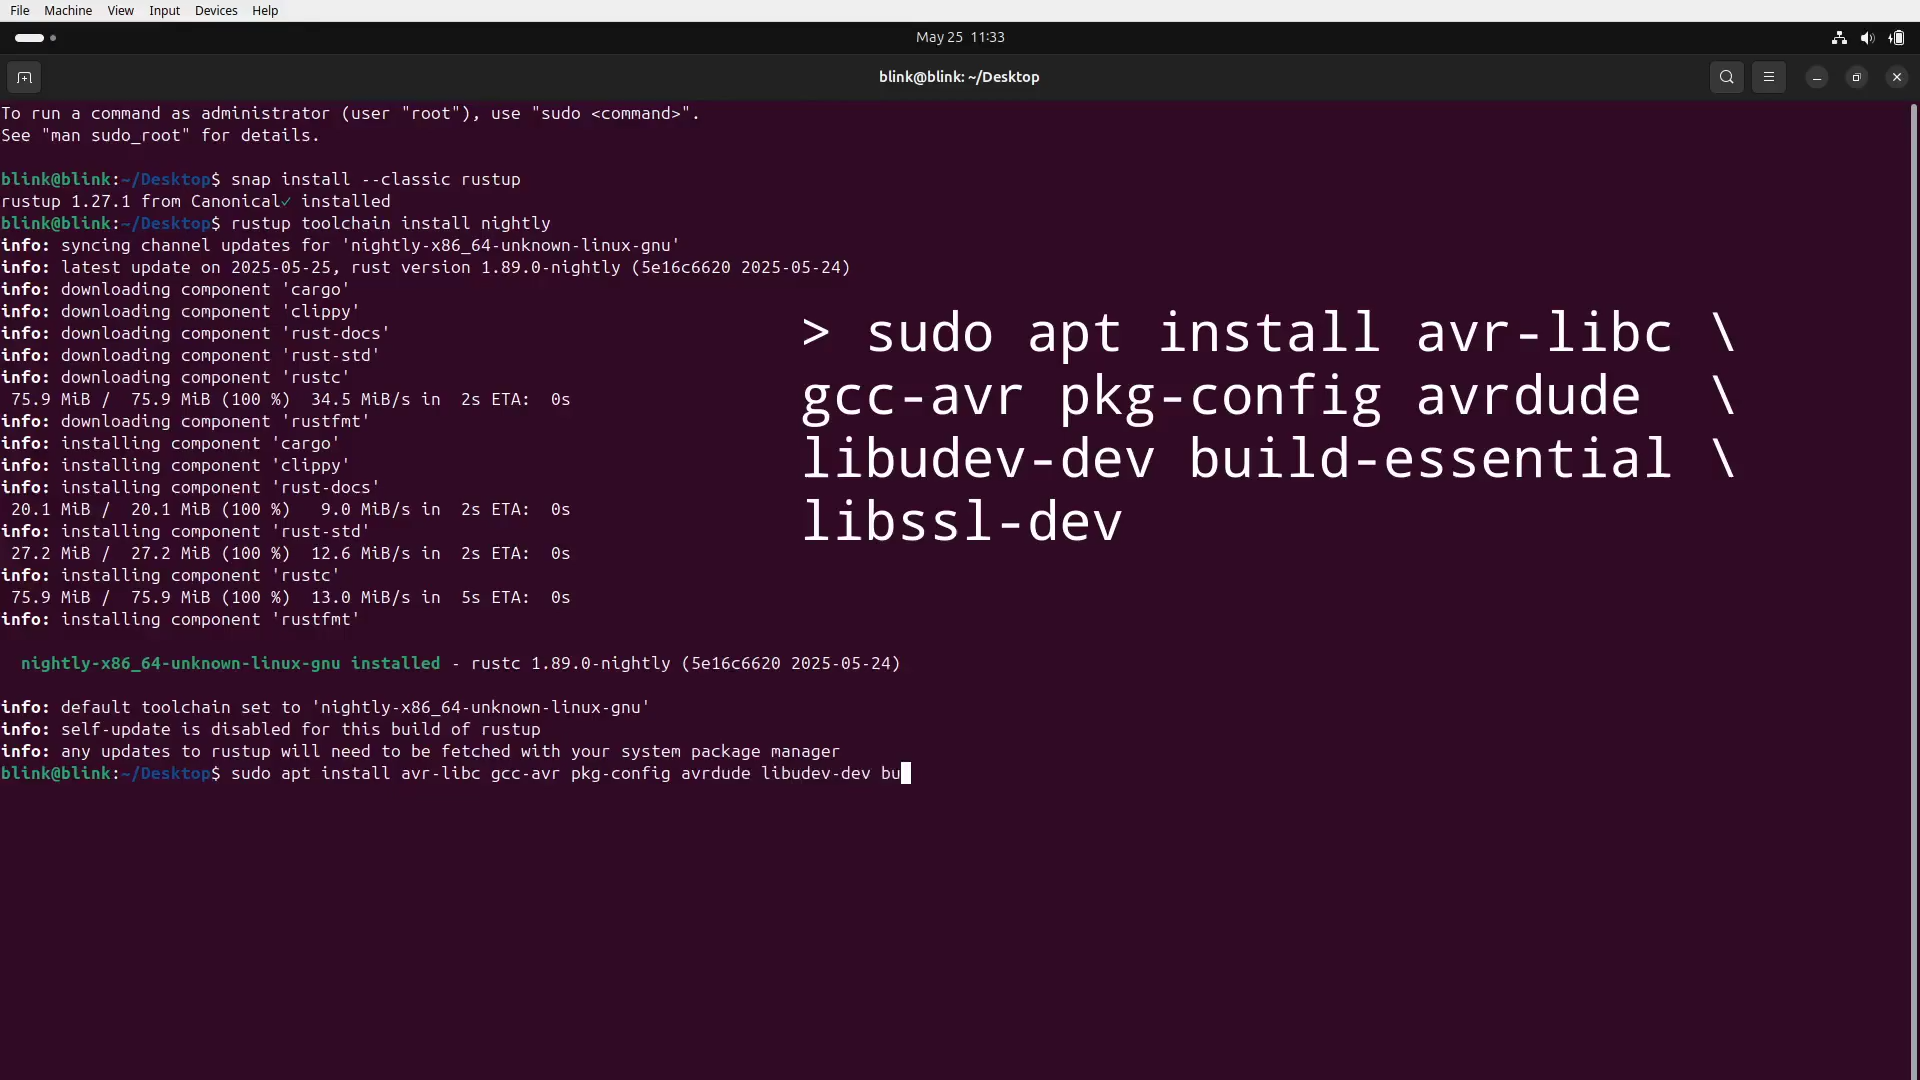 File Machine View Input Devices Help
May 25 11:33
blink@blink: ~/Desktop
To run a command as administrator (user "root"), use "sudo <command>".
See "man sudo_root" for details.
blink@blink:~/Desktop$ snap install --classic rustup
rustup 1.27.1 from Canonical✓ installed
blink@blink:~/Desktop$ rustup toolchain install nightly
info: syncing channel updates for 'nightly-x86_64-unknown-linux-gnu'
info: latest update on 2025-05-25, rust version 1.89.0-nightly (5e16c6620 2025-05-24)
info: downloading component 'cargo'
info: downloading component 'clippy'
info: downloading component 'rust-docs'
info: downloading component 'rust-std'
info: downloading component 'rustc'
75.9 MiB / 75.9 MiB (100 %) 34.5 MiB/s in 2s ETA: 0s
info: downloading component 'rustfmt'
info: installing component 'cargo'
info: installing component 'clippy'
info: installing component 'rust-docs'
20.1 MiB / 20.1 MiB (100 %) 9.0 MiB/s in 2s ETA: 0s
info: installing component 'rust-std'
27.2 MiB / 27.2 MiB (100 %) 12.6 MiB/s in 2s ETA: 0s
info: installing component 'rustc'
75.9 MiB / 75.9 MiB (100 %) 13.0 MiB/s in 5s ETA: 0s
info: installing component 'rustfmt'
nightly-x86_64-unknown-linux-gnu installed - rustc 1.89.0-nightly (5e16c6620 2025-05-24)
info: default toolchain set to 'nightly-x86_64-unknown-linux-gnu'
info: self-update is disabled for this build of rustup
info: any updates to rustup will need to be fetched with your system package manager
blink@blink:~/Desktop$ sudo apt install avr-libc gcc-avr pkg-config avrdude libudev-dev bu
> sudo apt install avr-libc \
gcc-avr pkg-config avrdude \
libudev-dev build-essential \
libssl-dev